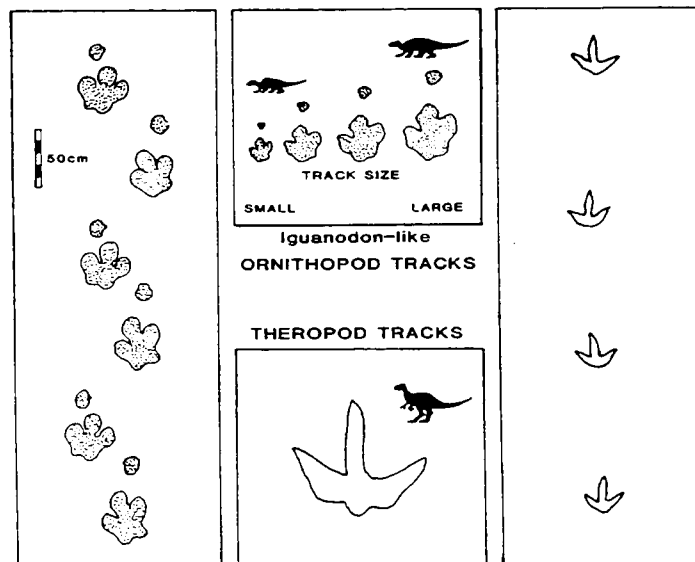 50cm
TRACK SIZE
SMALL LARGE
Iguanodon-like
ORNITHOPOD TRACKS
THEROPOD TRACKS